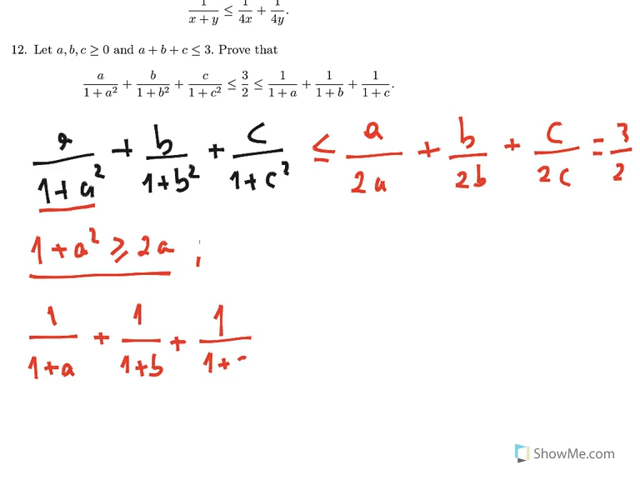 1/(x + y) ≤ 1/(4x) + 1/(4y).
12. Let a, b, c ≥ 0 and a + b + c ≤ 3. Prove that
a/(1 + a²) + b/(1 + b²) + c/(1 + c²) ≤ 3/2 ≤ 1/(1 + a) + 1/(1 + b) + 1/(1 + c).
a/(1+a²) + b/(1+b²) + c/(1+c²) ≤ a/(2a) + b/(2b) + c/(2c) = 3/2
1+a² ≥ 2a ;
1/(1+a) + 1/(1+b) + 1/(1+
ShowMe.com